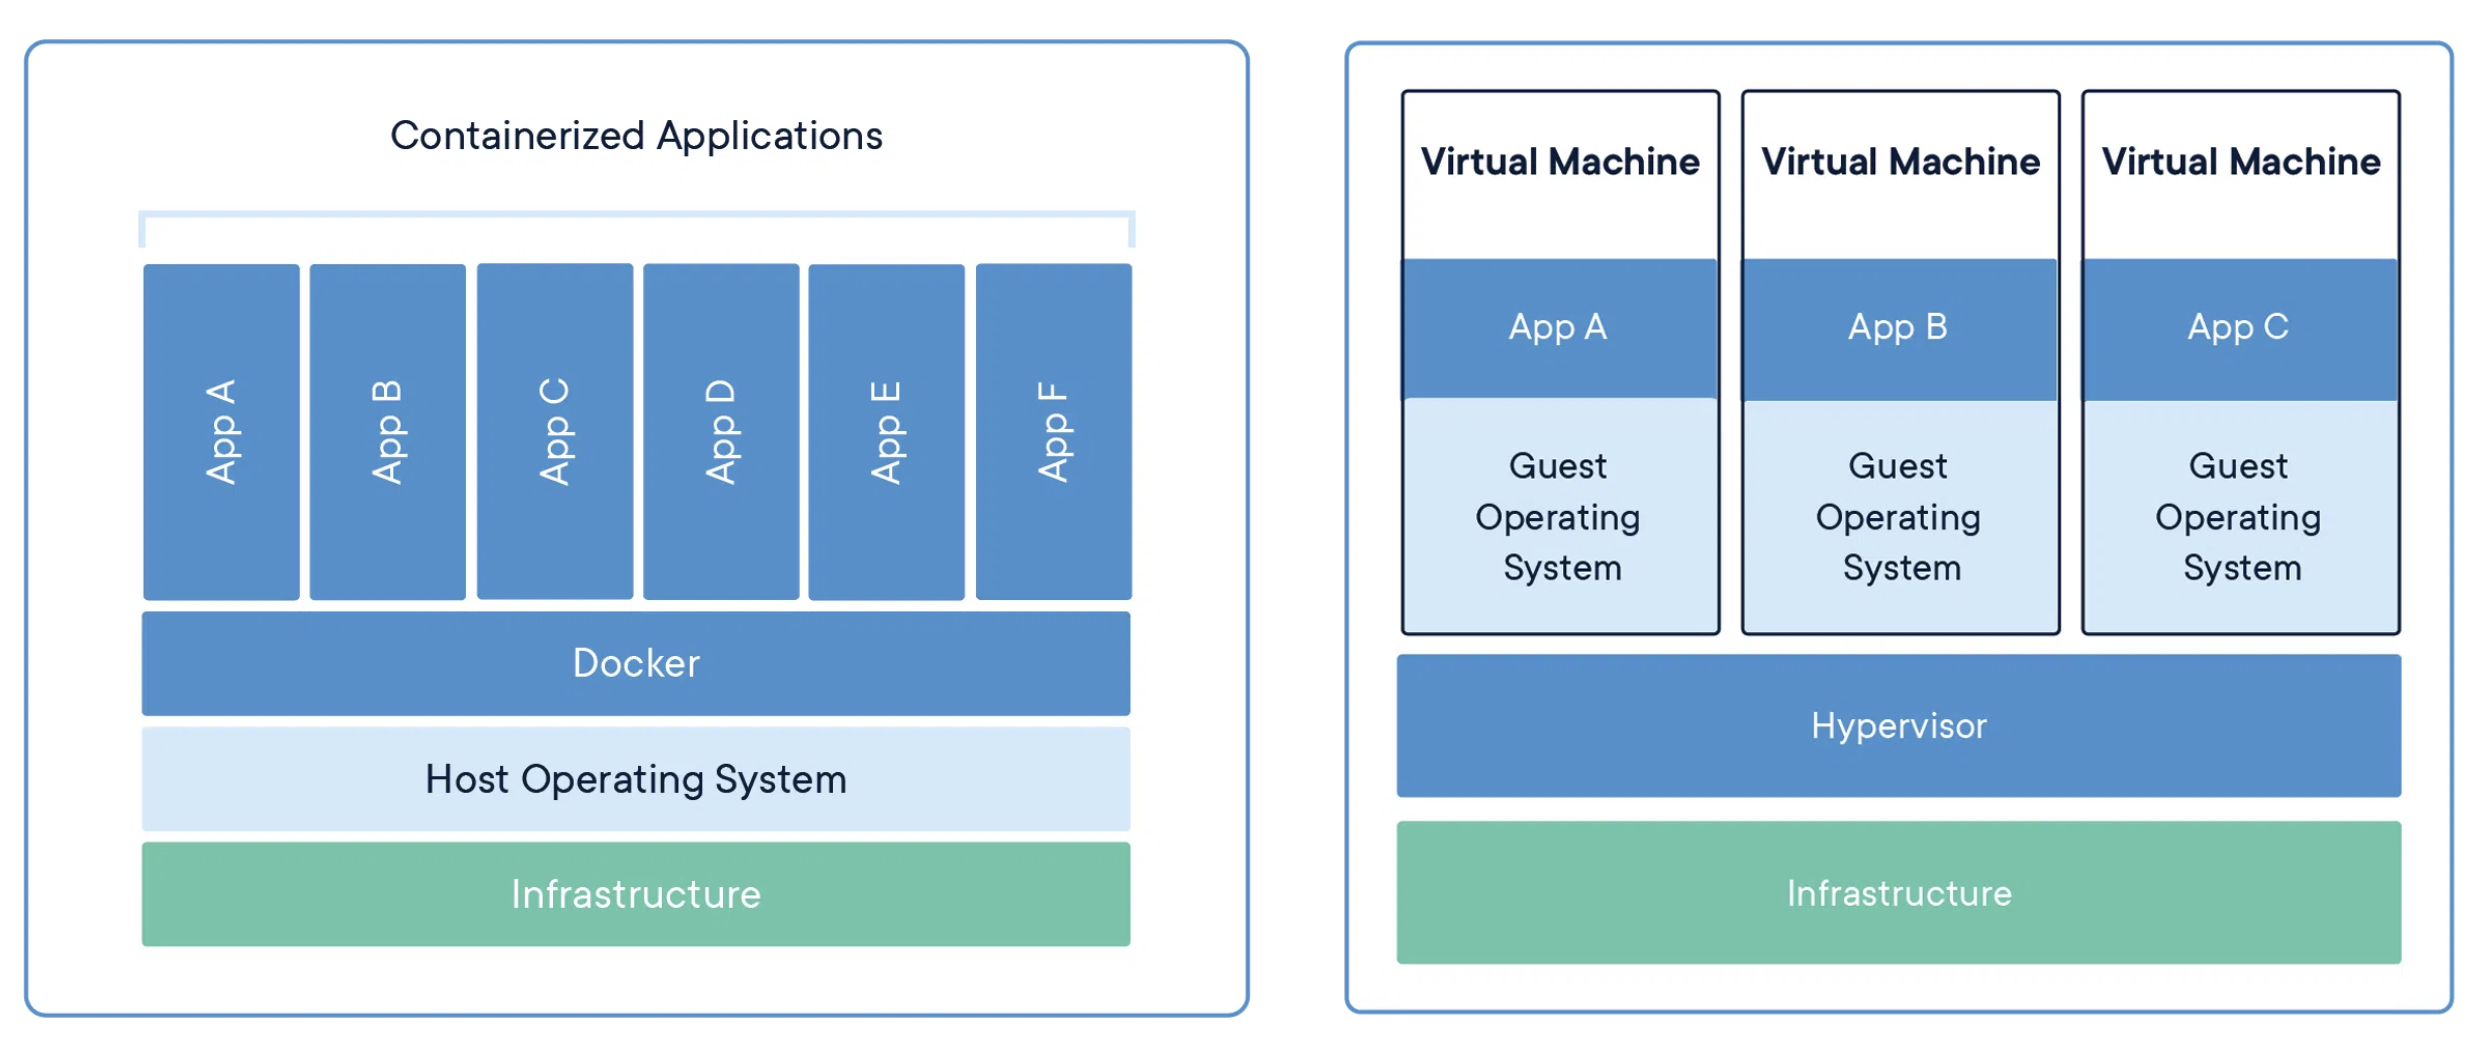 Containerized Applications
App A
App B
App C
App D
App E
App F
Docker
Host Operating System
Infrastructure
Virtual Machine
App A
Guest
Operating
System
Virtual Machine
App B
Guest
Operating
System
Virtual Machine
App C
Guest
Operating
System
Hypervisor
Infrastructure